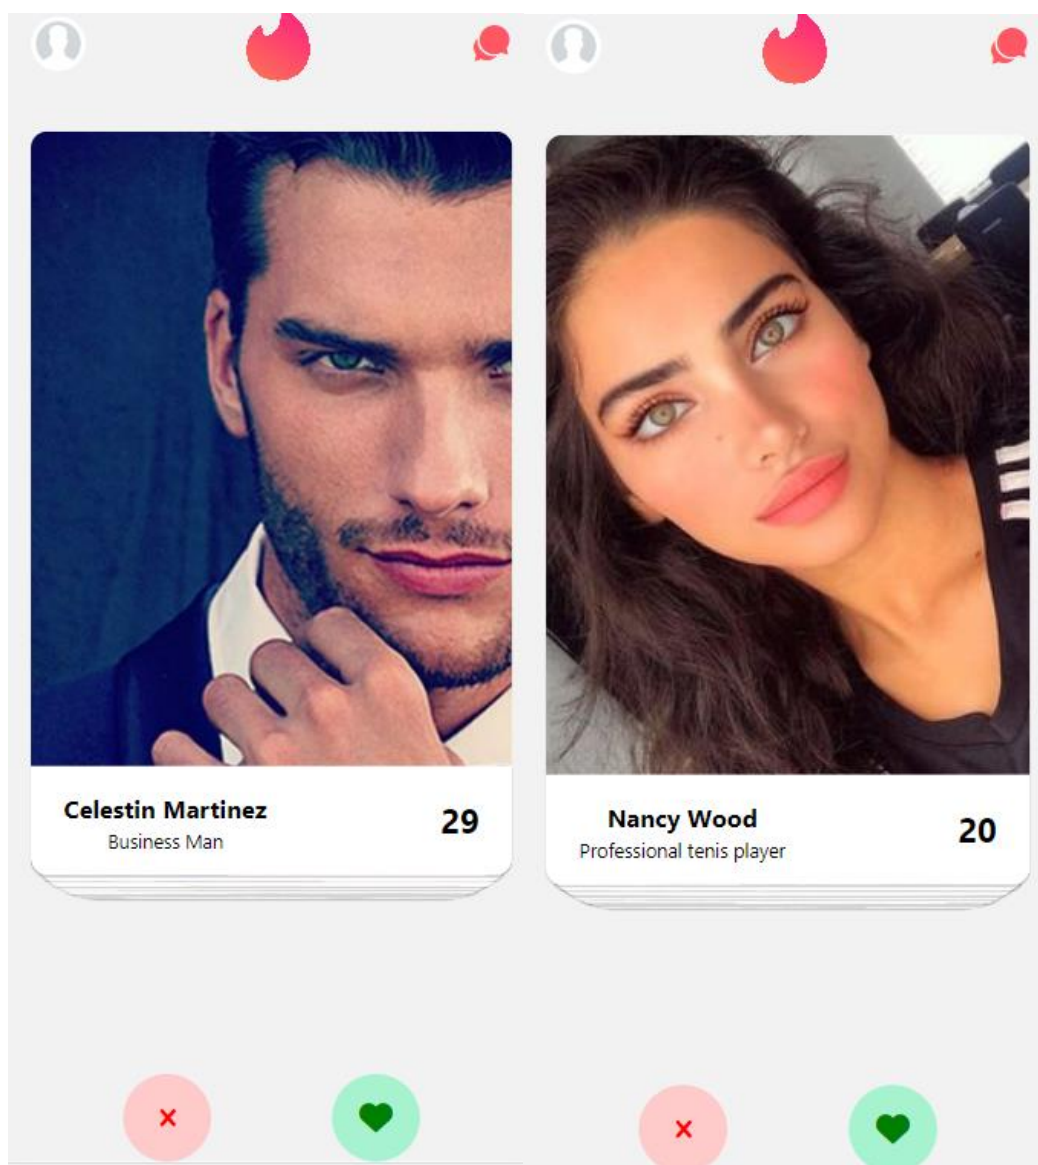 Celestin Martinez
Business Man
29
Nancy Wood
Professional tenis player
20